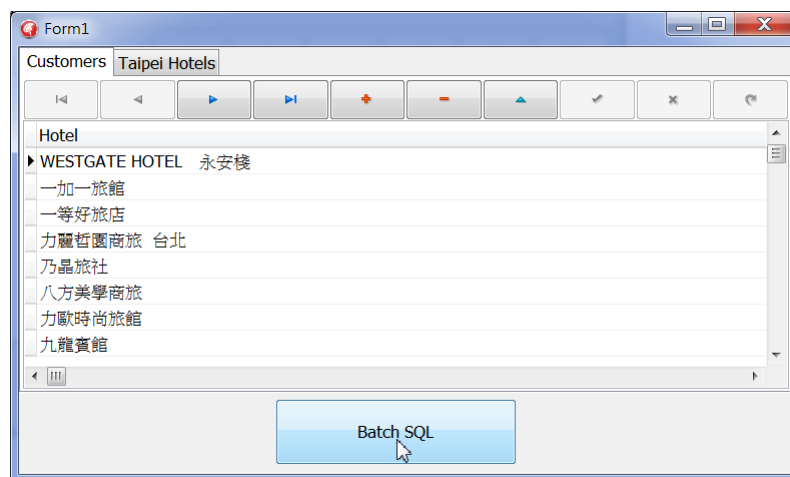 Form1
Customers Taipei Hotels
Hotel
WESTGATE HOTEL 永安棧
一加一旅館
一等好旅店
力麗哲園商旅 台北
乃晶旅社
八方美學商旅
力歐時尚旅館
九龍賓館
Batch SQL